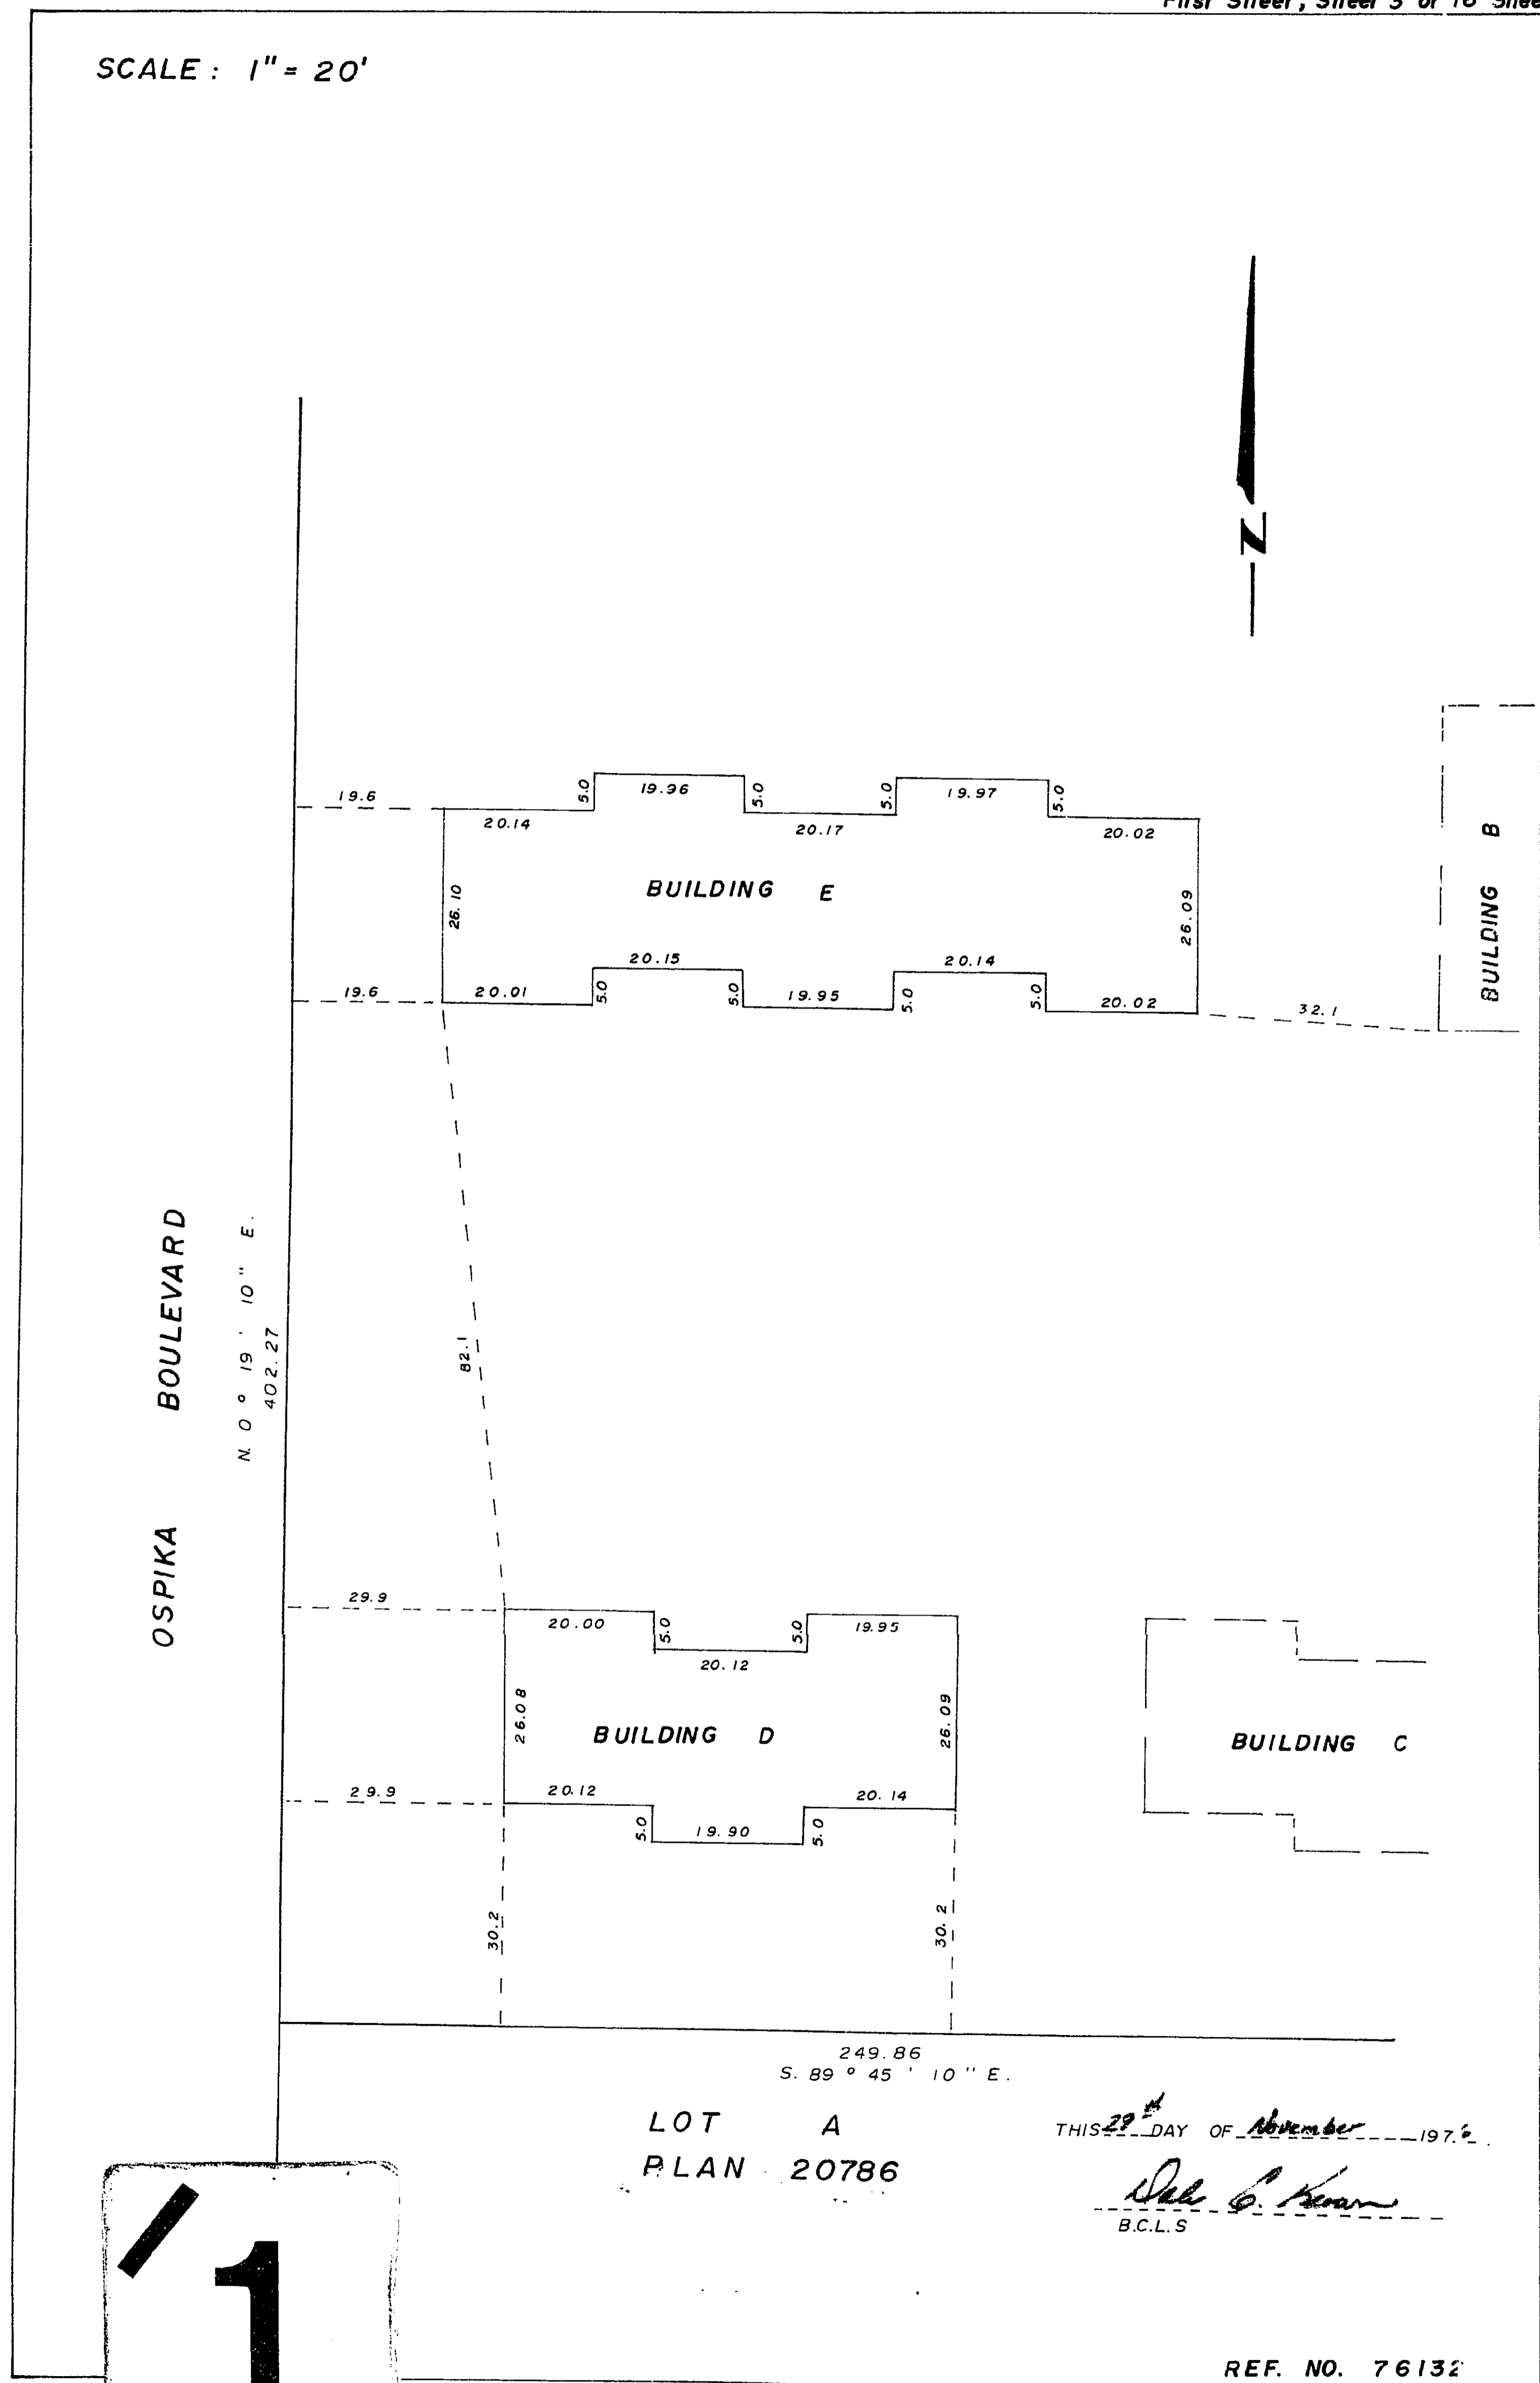 First Sheet, Sheet 3 of 16
SCALE : 1" = 20'
19.6
20.14
5.0
19.96
5.0
20.17
5.0
19.97
5.0
20.02
26.10
BUILDING E
26.09
BUILDING B
19.6
20.01
5.0
20.15
5.0
19.95
5.0
20.14
5.0
20.02
32.1
N
OSPIKA BOULEVARD
N. 0° 19' 10" E.
402.27
82.1
29.9
20.00
5.0
20.12
5.0
19.95
26.08
BUILDING D
26.09
BUILDING C
29.9
20.12
5.0
19.90
5.0
20.14
30.2
30.2
249.86
S. 89° 45' 10" E.
LOT A
PLAN 20786
THIS 29th DAY OF November 197
Dale C.
B.C.L.S
1
REF. NO. 76132